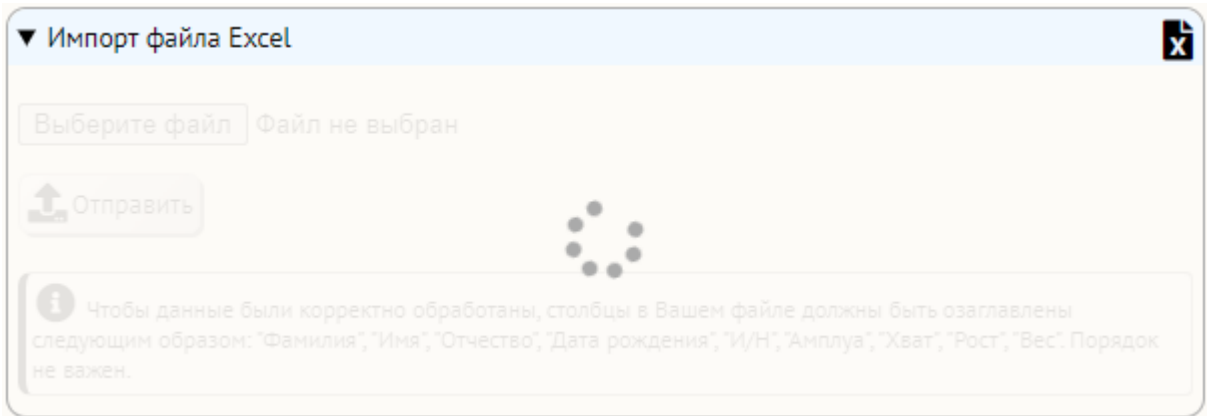 ▼ Импорт файла Excel
X
Выберите файл Файл не выбран
Отправить
Чтобы данные были корректно обработаны, столбцы в Вашем файле должны быть озаглавлены
следующим образом: "Фамилия", "Имя", "Отчество", "Дата рождения", "И/Н", "Амплуа", "Хват", "Рост", "Вес". Порядок
не важен.